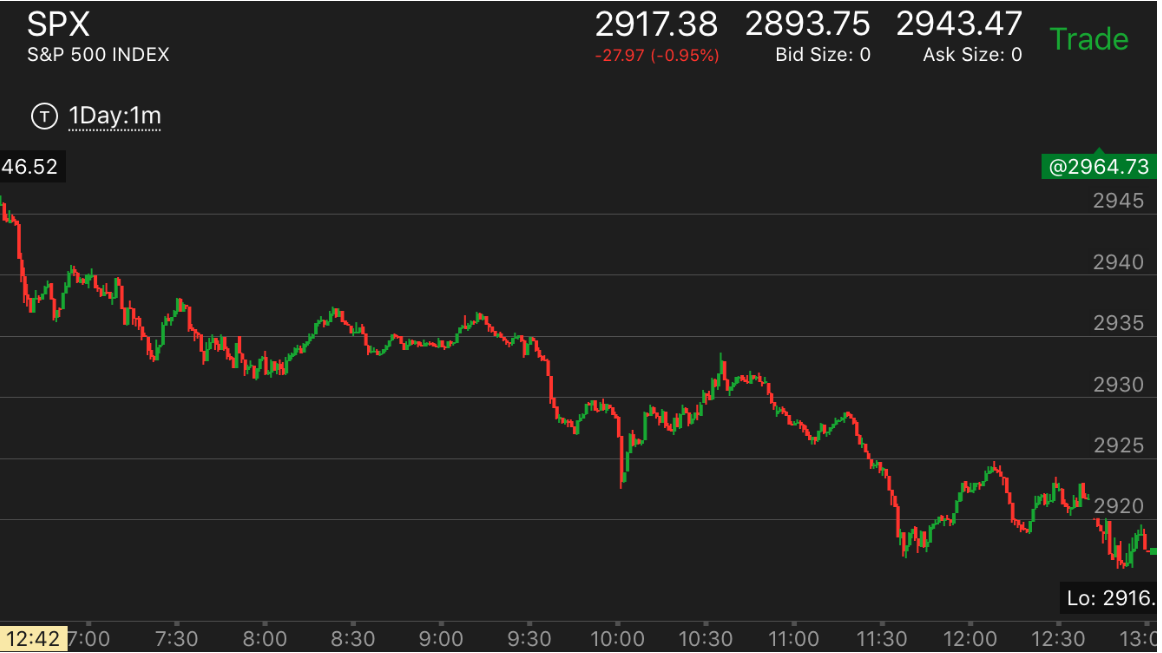 SPX 2917.38 2893.75 2943.47 Trade
S&P 500 INDEX -27.97 (-0.95%) Bid Size: 0 Ask Size: 0
T 1Day:1m
46.52 @2964.73
2945
2940
2935
2930
2925
2920
Lo: 2916.
12:42 7:00 7:30 8:00 8:30 9:00 9:30 10:00 10:30 11:00 11:30 12:00 12:30 13:0